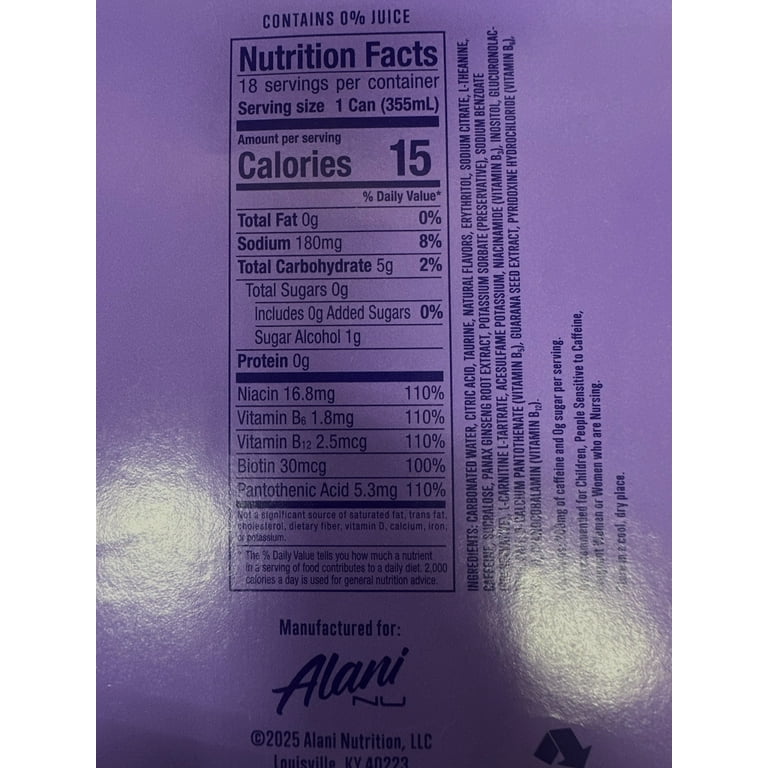 CONTAINS 0% JUICE
Nutrition Facts
18 servings per container
Serving size 1 Can (355mL)
Amount per serving
Calories 15
% Daily Value*
Total Fat 0g 0%
Sodium 180mg 8%
Total Carbohydrate 5g 2%
Total Sugars 0g
Includes 0g Added Sugars 0%
Sugar Alcohol 1g
Protein 0g
Niacin 16.8mg 110%
Vitamin B6 1.8mg 110%
Vitamin B12 2.5mcg 110%
Biotin 30mcg 100%
Pantothenic Acid 5.3mg 110%
Not a significant source of saturated fat, trans fat,
cholesterol, dietary fiber, vitamin D, calcium, iron,
or potassium.
* The % Daily Value tells you how much a nutrient
in a serving of food contributes to a daily diet. 2,000
calories a day is used for general nutrition advice.
INGREDIENTS: CARBONATED WATER, CITRIC ACID, TAURINE, NATURAL FLAVORS, ERYTHRITOL, SODIUM CITRATE, L-THEANINE,
CAFFEINE, SUCRALOSE, PANAX GINSENG ROOT EXTRACT, POTASSIUM SORBATE (PRESERVATIVE), SODIUM BENZOATE
L-CARNITINE L-TARTRATE, ACESULFAME POTASSIUM, NIACINAMIDE (VITAMIN B3), INOSITOL, GLUCURONOLAC-
CALCIUM PANTOTHENATE (VITAMIN B5), GUARANA SEED EXTRACT, PYRIDOXINE HYDROCHLORIDE (VITAMIN B6),
(VITAMIN B12).
of caffeine and 0g sugar per serving.
for Children, People Sensitive to Caffeine,
Women or Women who are Nursing.
in a cool, dry place.
Manufactured for:
Alani
NU
©2025 Alani Nutrition, LLC
Louisville, KY 40223